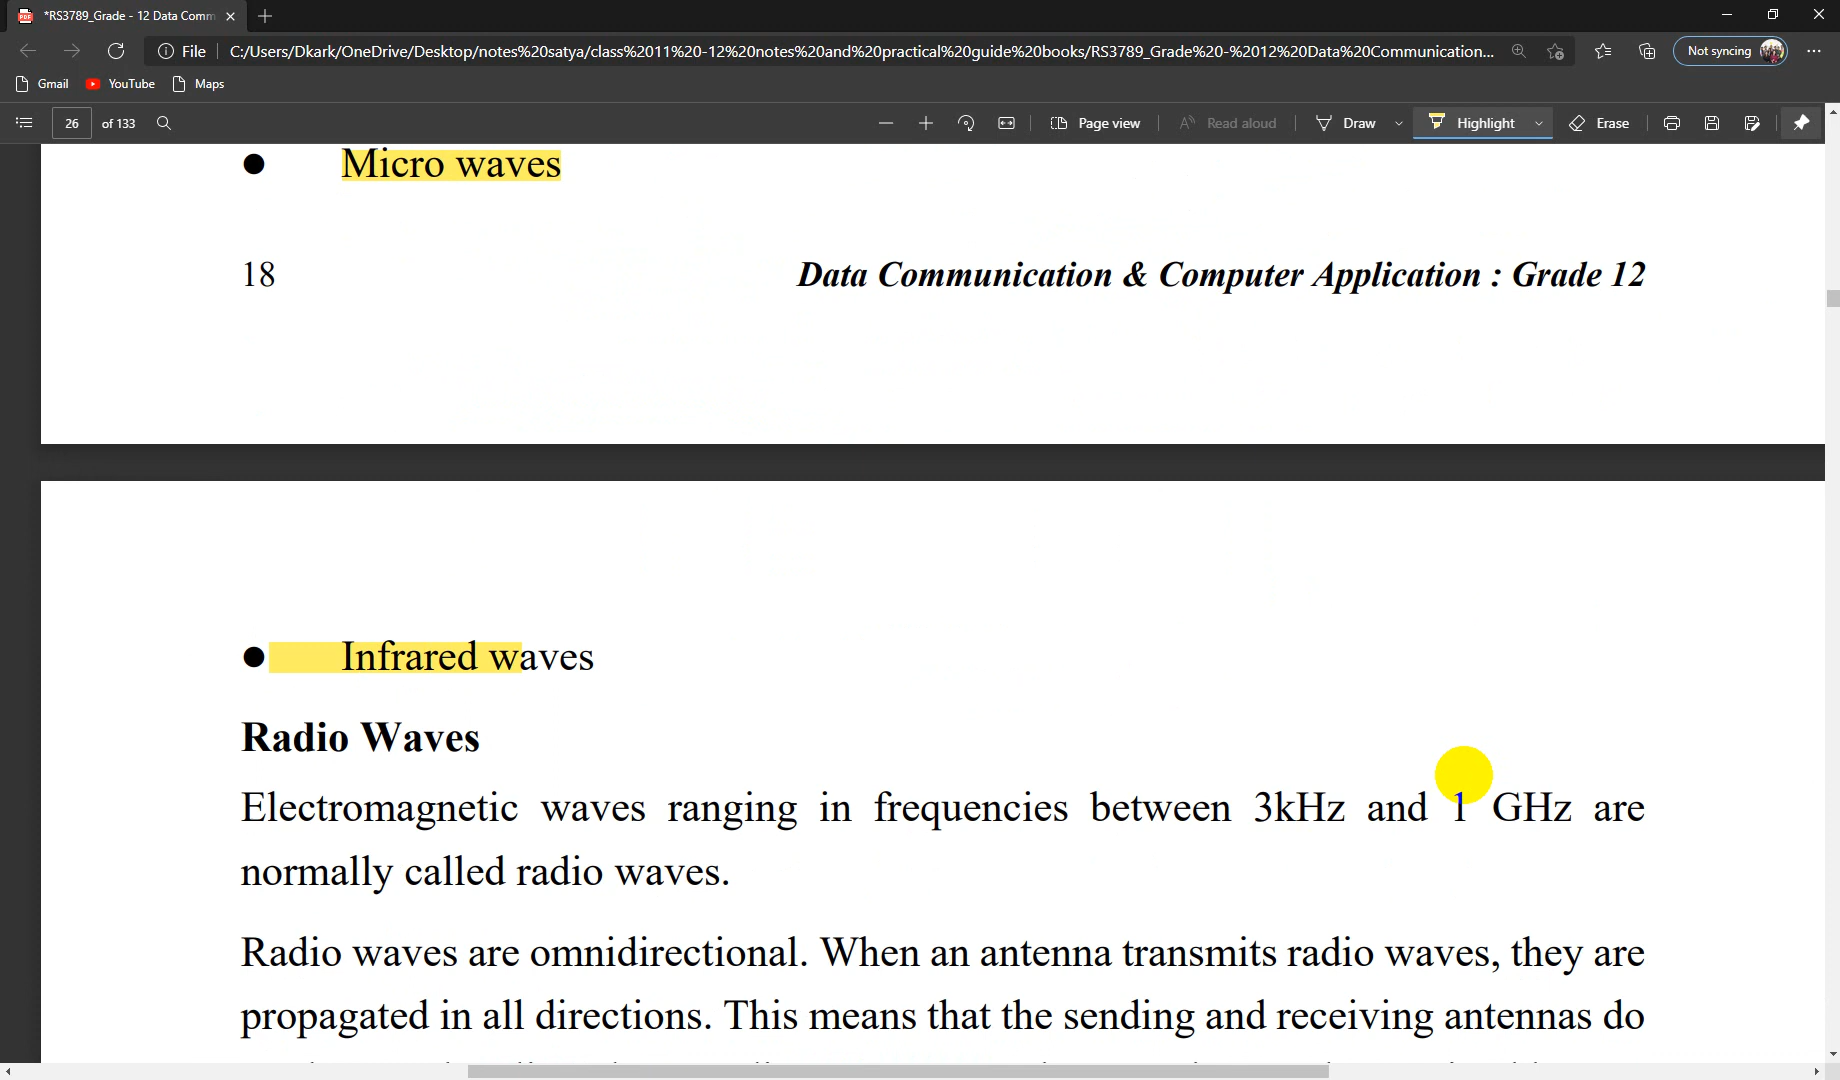 *RS3789_Grade - 12 Data Comm
File C:/Users/Dkark/OneDrive/Desktop/notes%20satya/class%2011%20-12%20notes%20and%20practical%20guide%20books/RS3789_Grade%20-%2012%20Data%20Communication... Not syncing
Gmail YouTube Maps
26 of 133 Page view Read aloud Draw Highlight Erase
● Micro waves
18 Data Communication & Computer Application : Grade 12
● Infrared waves
Radio Waves
Electromagnetic waves ranging in frequencies between 3kHz and 1 GHz are
normally called radio waves.
Radio waves are omnidirectional. When an antenna transmits radio waves, they are
propagated in all directions. This means that the sending and receiving antennas do